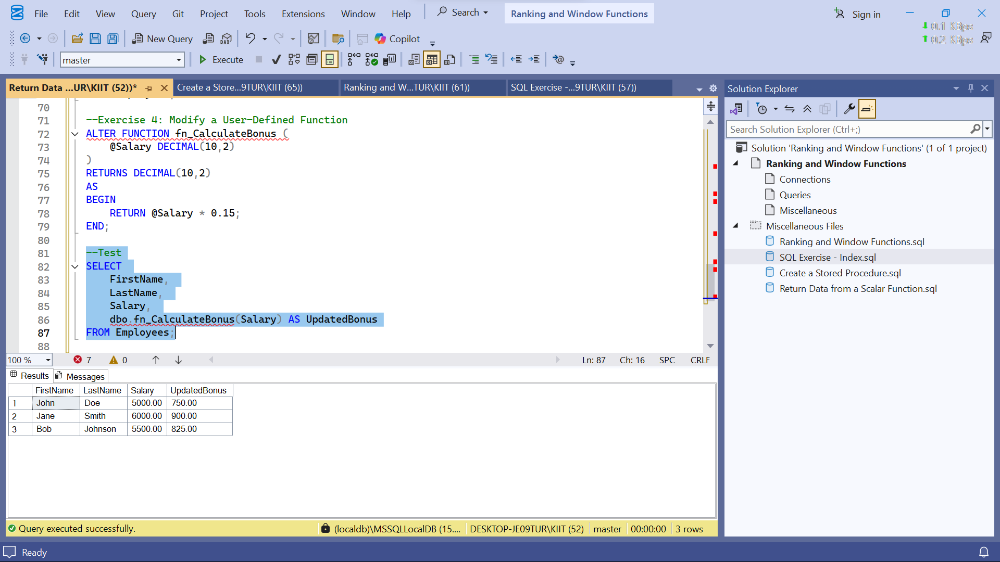 File Edit View Query Git Project Tools Extensions Window Help Search Ranking and Window Functions Sign in
New Query DAX Copilot
master Execute
Return Data ...UR\KIIT (52))* Create a Store...9TUR\KIIT (65)) Ranking and W...TUR\KIIT (61)) SQL Exercise -...9TUR\KIIT (57))
70
71 --Exercise 4: Modify a User-Defined Function
72 ALTER FUNCTION fn_CalculateBonus (
73 @Salary DECIMAL(10,2)
74 )
75 RETURNS DECIMAL(10,2)
76 AS
77 BEGIN
78 RETURN @Salary * 0.15;
79 END;
80
81 --Test
82 SELECT
83 FirstName,
84 LastName,
85 Salary,
86 dbo.fn_CalculateBonus(Salary) AS UpdatedBonus
87 FROM Employees;
88
100 % 7 0 Ln: 87 Ch: 16 SPC CRLF
Results Messages
FirstName LastName Salary UpdatedBonus
1 John Doe 5000.00 750.00
2 Jane Smith 6000.00 900.00
3 Bob Johnson 5500.00 825.00
Query executed successfully. (localdb)\MSSQLLocalDB (15.... DESKTOP-JE09TUR\KIIT (52) master 00:00:00 3 rows
Ready
Solution Explorer
Search Solution Explorer (Ctrl+;)
Solution 'Ranking and Window Functions' (1 of 1 project)
Ranking and Window Functions
Connections
Queries
Miscellaneous
Miscellaneous Files
Ranking and Window Functions.sql
SQL Exercise - Index.sql
Create a Stored Procedure.sql
Return Data from a Scalar Function.sql